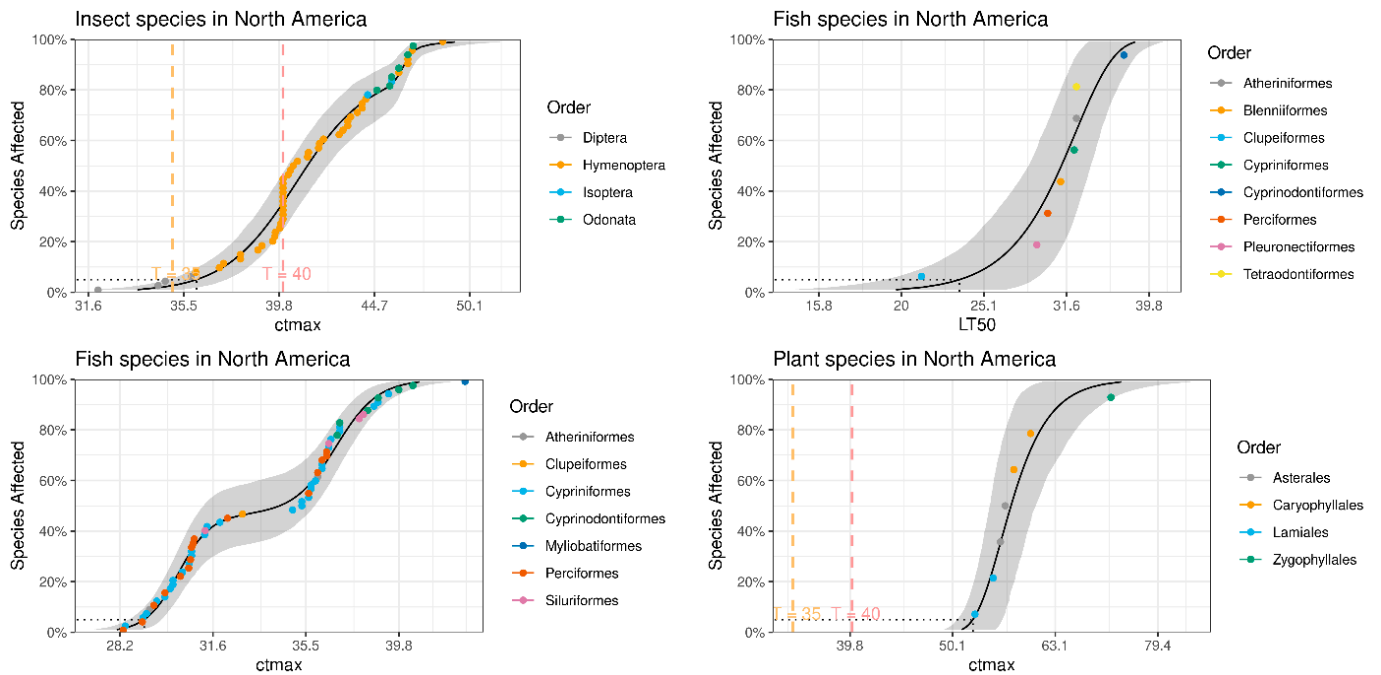 Insect species in North America
Species Affected
100%
80%
60%
40%
20%
0%
T = 35
T = 40
31.6 35.5 39.8 44.7 50.1
ctmax
Order
Diptera
Hymenoptera
Isoptera
Odonata
Fish species in North America
Species Affected
100%
80%
60%
40%
20%
0%
15.8 20 25.1 31.6 39.8
LT50
Order
Atheriniformes
Blenniiformes
Clupeiformes
Cypriniformes
Cyprinodontiformes
Perciformes
Pleuronectiformes
Tetraodontiformes
Fish species in North America
Species Affected
100%
80%
60%
40%
20%
0%
28.2 31.6 35.5 39.8
ctmax
Order
Atheriniformes
Clupeiformes
Cypriniformes
Cyprinodontiformes
Myliobatiformes
Perciformes
Siluriformes
Plant species in North America
Species Affected
100%
80%
60%
40%
20%
0%
T = 35
T = 40
39.8 50.1 63.1 79.4
ctmax
Order
Asterales
Caryophyllales
Lamiales
Zygophyllales